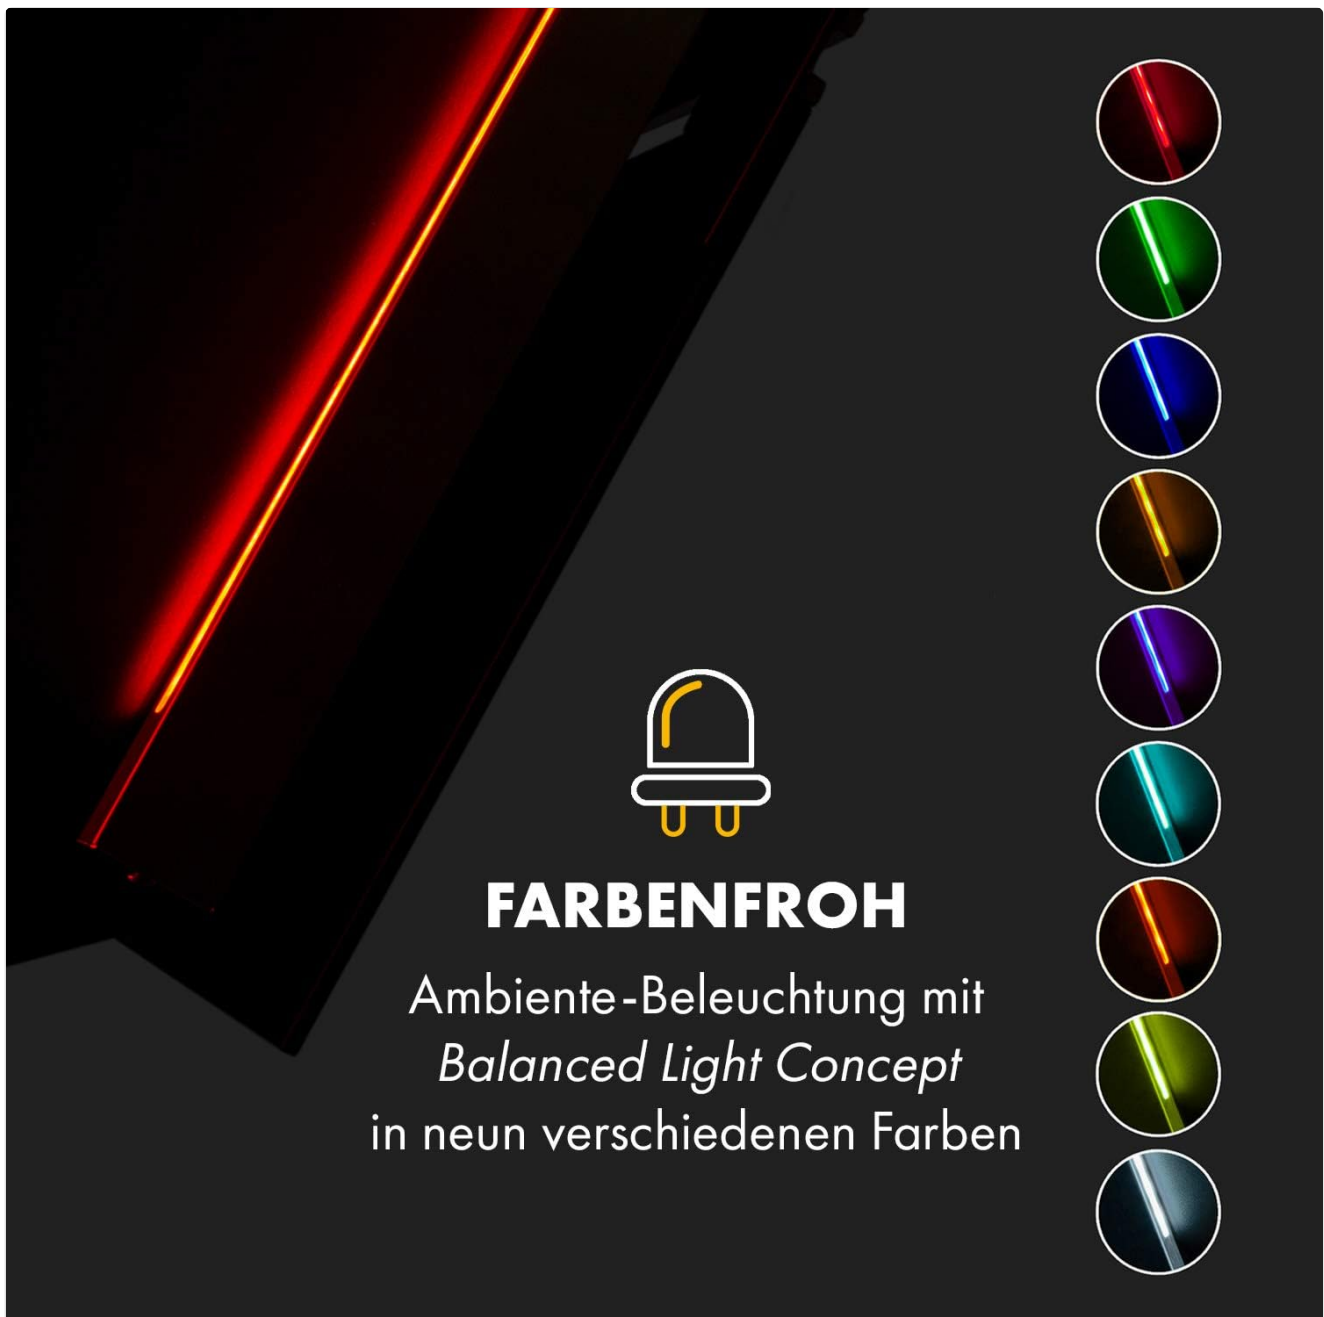 FARBENFROH
Ambiente-Beleuchtung mit
Balanced Light Concept
in neun verschiedenen Farben